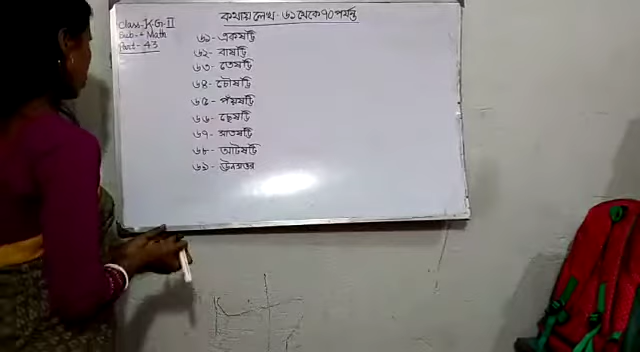 Class-K.G-II
Sub-Math
Part-43
কথায় লেখ- ৬১ থেকে ৭০ পর্যন্ত
৬১- একষট্টি
৬২- বাষট্টি
৬৩- তেষট্টি
৬৪- চৌষট্টি
৬৫- পঁয়ষট্টি
৬৬- ছেষট্টি
৬৭- সাতষট্টি
৬৮- আটষট্টি
৬৯- ঊনসত্তর